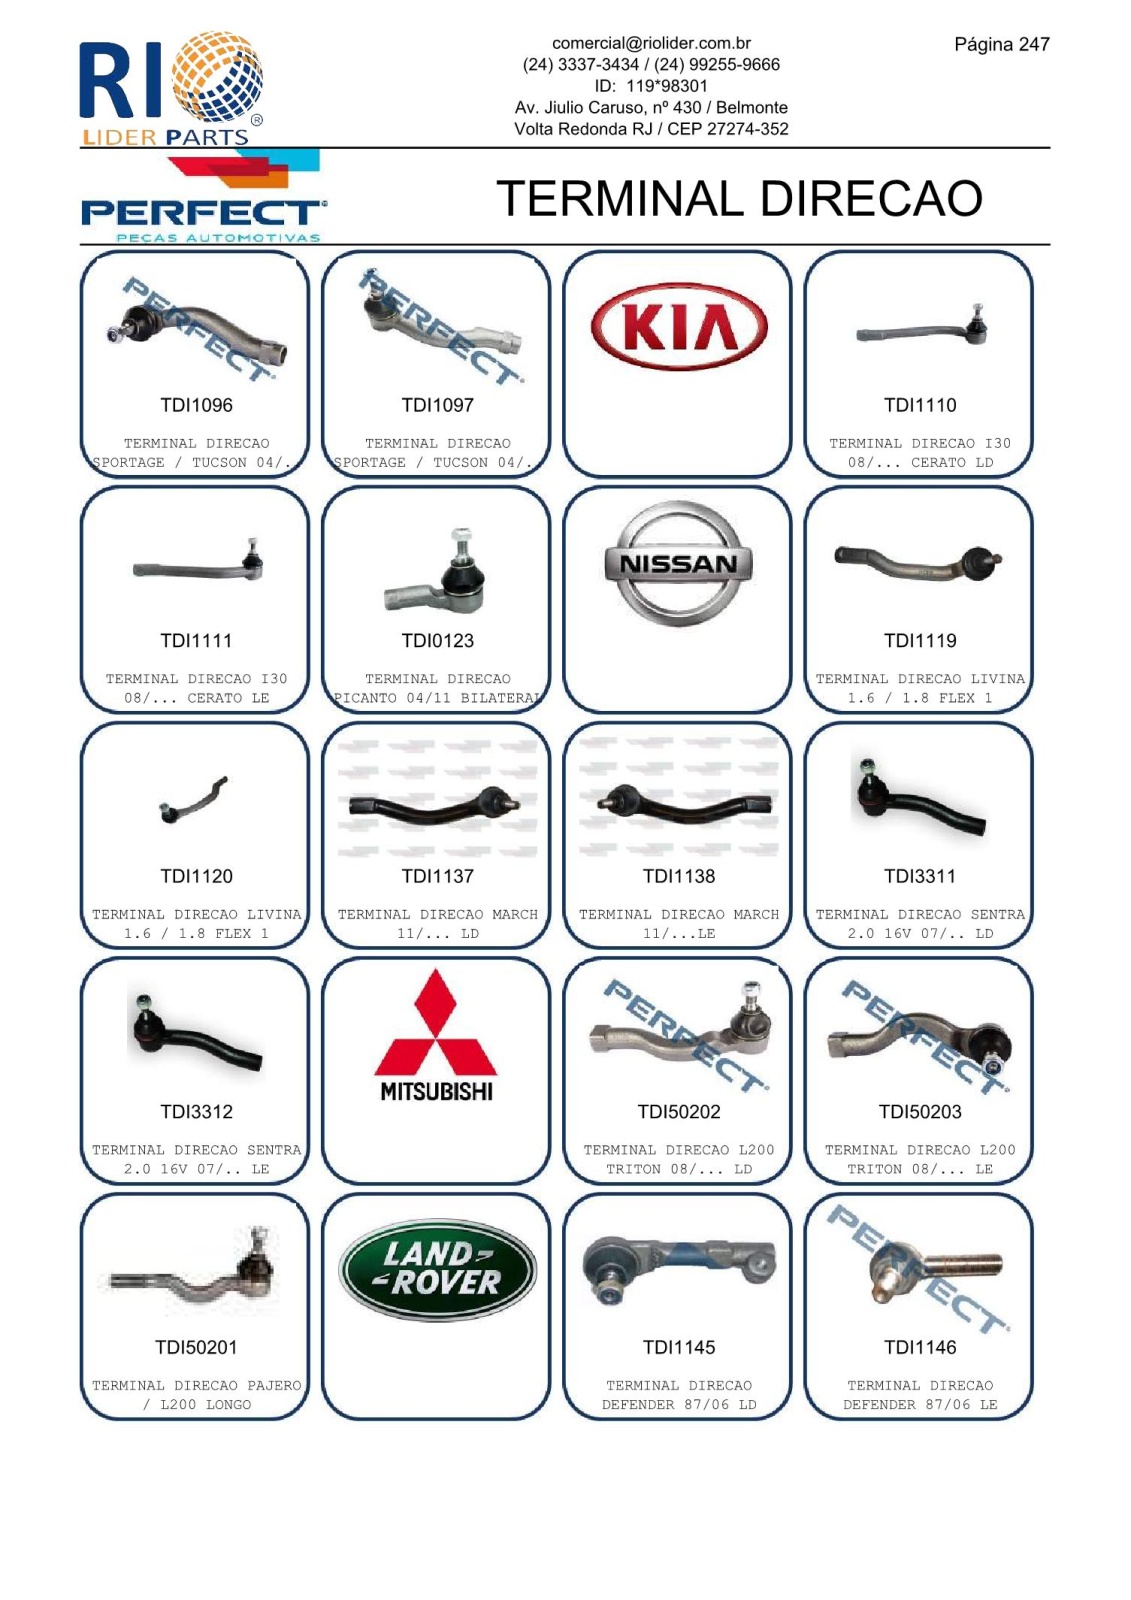 RIO
LIDER PARTS
®
comercial@riolider.com.br
(24) 3337-3434 / (24) 99255-9666
ID: 119*98301
Av. Jiulio Caruso, nº 430 / Belmonte
Volta Redonda RJ / CEP 27274-352
Página 247
PERFECT
PEÇAS AUTOMOTIVAS
TERMINAL DIRECAO
PERFECT
TDI1096
TERMINAL DIRECAO
SPORTAGE / TUCSON 04/.
PERFECT
TDI1097
TERMINAL DIRECAO
SPORTAGE / TUCSON 04/.
KIA
TDI1110
TERMINAL DIRECAO I30
08/... CERATO LD
TDI1111
TERMINAL DIRECAO I30
08/... CERATO LE
TDI0123
TERMINAL DIRECAO
PICANTO 04/11 BILATERAL
NISSAN
TDI1119
TERMINAL DIRECAO LIVINA
1.6 / 1.8 FLEX 1
TDI1120
TERMINAL DIRECAO LIVINA
1.6 / 1.8 FLEX 1
TDI1137
TERMINAL DIRECAO MARCH
11/... LD
TDI1138
TERMINAL DIRECAO MARCH
11/...LE
TDI3311
TERMINAL DIRECAO SENTRA
2.0 16V 07/.. LD
TDI3312
TERMINAL DIRECAO SENTRA
2.0 16V 07/.. LE
MITSUBISHI
PERFECT
TDI50202
TERMINAL DIRECAO L200
TRITON 08/... LD
PERFECT
TDI50203
TERMINAL DIRECAO L200
TRITON 08/... LE
TDI50201
TERMINAL DIRECAO PAJERO
/ L200 LONGO
LAND-
ROVER
TDI1145
TERMINAL DIRECAO
DEFENDER 87/06 LD
PERFECT
TDI1146
TERMINAL DIRECAO
DEFENDER 87/06 LE